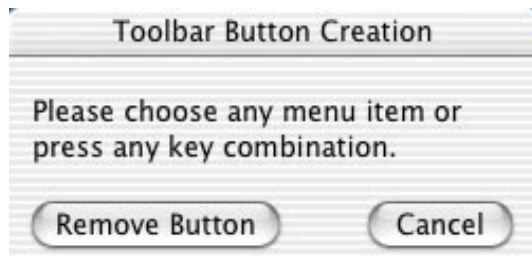 Toolbar Button Creation
Please choose any menu item or
press any key combination.
Remove Button Cancel